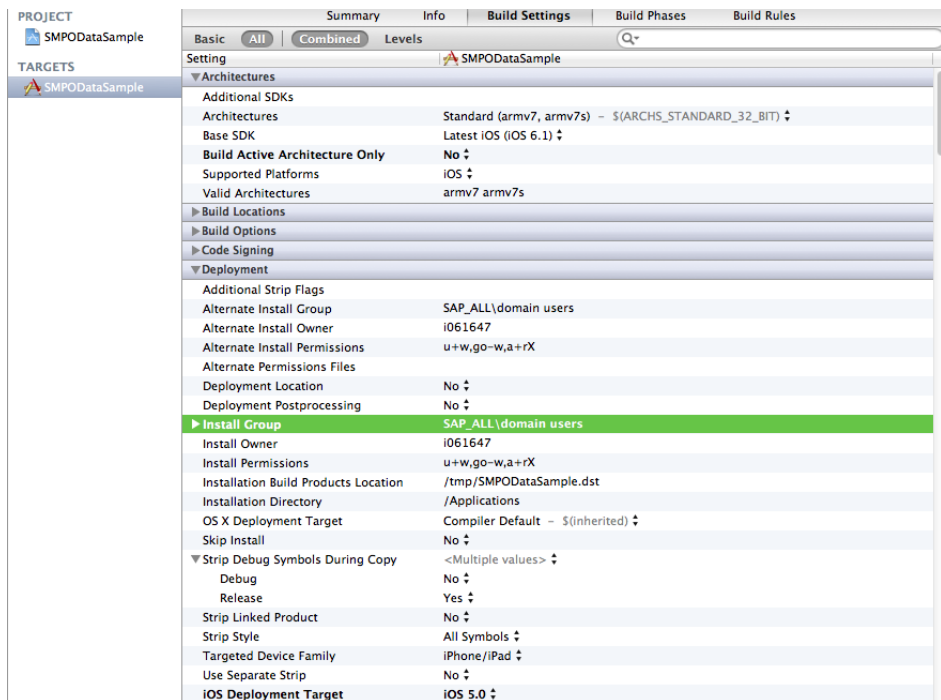 PROJECT
SMPODataSample
TARGETS
SMPODataSample
Summary Info Build Settings Build Phases Build Rules
Basic All Combined Levels
Setting SMPODataSample
Architectures
Additional SDKs
Architectures Standard (armv7, armv7s) – $(ARCHS_STANDARD_32_BIT)
Base SDK Latest iOS (iOS 6.1)
Build Active Architecture Only No
Supported Platforms iOS
Valid Architectures armv7 armv7s
Build Locations
Build Options
Code Signing
Deployment
Additional Strip Flags
Alternate Install Group SAP_ALL\domain users
Alternate Install Owner i061647
Alternate Install Permissions u+w,go-w,a+rX
Alternate Permissions Files
Deployment Location No
Deployment Postprocessing No
Install Group SAP_ALL\domain users
Install Owner i061647
Install Permissions u+w,go-w,a+rX
Installation Build Products Location /tmp/SMPODataSample.dst
Installation Directory /Applications
OS X Deployment Target Compiler Default – $(inherited)
Skip Install No
Strip Debug Symbols During Copy <Multiple values>
Debug No
Release Yes
Strip Linked Product No
Strip Style All Symbols
Targeted Device Family iPhone/iPad
Use Separate Strip No
iOS Deployment Target iOS 5.0